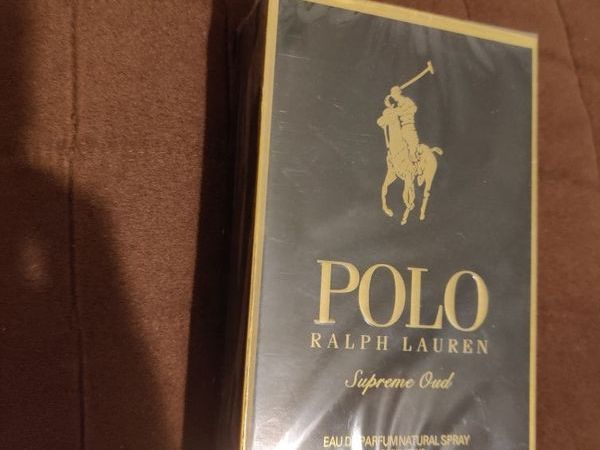 POLO
RALPH LAUREN
Supreme Oud
EAU DE PARFUM NATURAL SPRAY